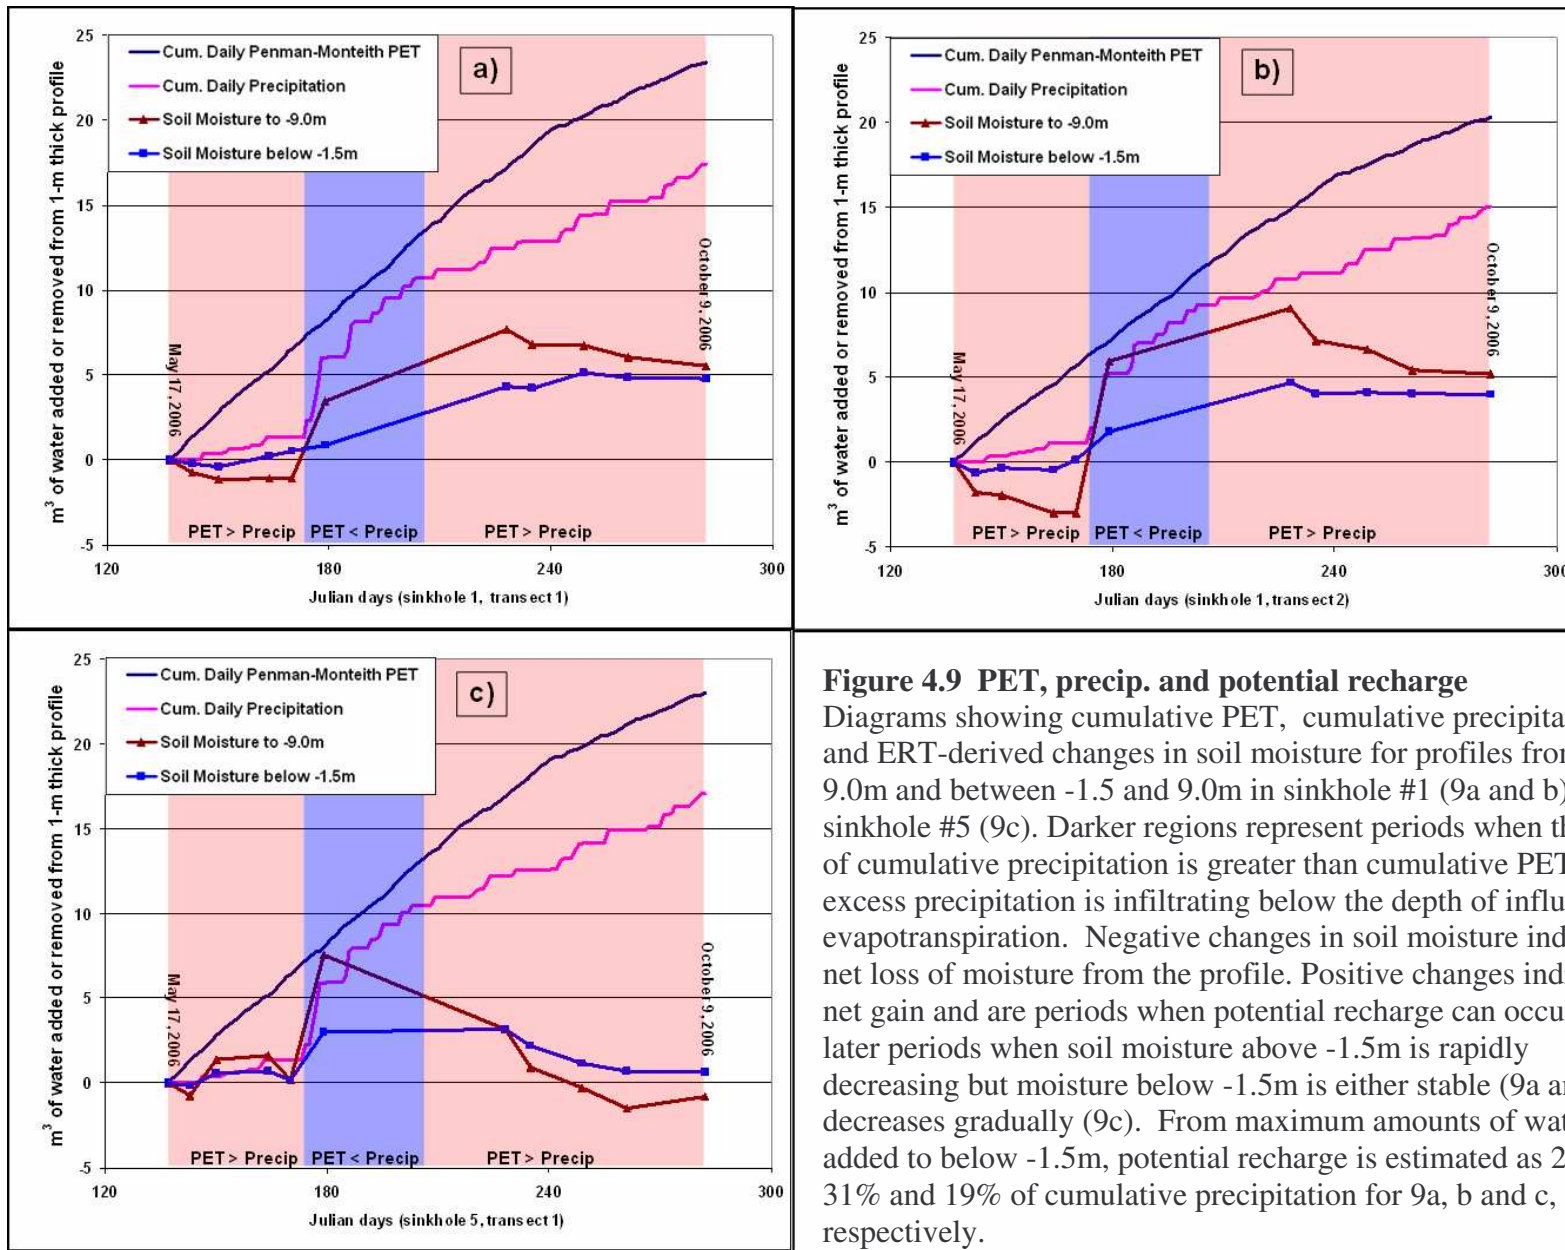 Cum. Daily Penman-Monteith PET
Cum. Daily Precipitation
Soil Moisture to -9.0m
Soil Moisture below -1.5m
a)
25
20
15
10
5
0
-5
m³ of water added or removed from 1-m thick profile
May 17, 2006
October 9, 2006
PET > Precip
PET < Precip
PET > Precip
120
180
240
300
Julian days (sinkhole 1, transect 1)
Cum. Daily Penman-Monteith PET
Cum. Daily Precipitation
Soil Moisture to -9.0m
Soil Moisture below -1.5m
b)
25
20
15
10
5
0
-5
m³ of water added or removed from 1-m thick profile
May 17, 2006
October 9, 2006
PET > Precip
PET < Precip
PET > Precip
120
180
240
300
Julian days (sinkhole 1, transect 2)
Cum. Daily Penman-Monteith PET
Cum. Daily Precipitation
Soil Moisture to -9.0m
Soil Moisture below -1.5m
c)
25
20
15
10
5
0
-5
m³ of water added or removed from 1-m thick profile
May 17, 2006
October 9, 2006
PET > Precip
PET < Precip
PET > Precip
120
180
240
300
Julian days (sinkhole 5, transect 1)
Figure 4.9 PET, precip. and potential recharge
Diagrams showing cumulative PET, cumulative
and ERT-derived changes in soil moisture for profiles
9.0m and between -1.5 and 9.0m in sinkhole #1 (9a and b)
sinkhole #5 (9c). Darker regions represent periods when
of cumulative precipitation is greater than cumulative PET
excess precipitation is infiltrating below the depth of
evapotranspiration. Negative changes in soil moisture
net loss of moisture from the profile. Positive changes
net gain and are periods when potential recharge can
later periods when soil moisture above -1.5m is rapidly
decreasing but moisture below -1.5m is either stable (9a
decreases gradually (9c). From maximum amounts of
added to below -1.5m, potential recharge is estimated as
31% and 19% of cumulative precipitation for 9a, b and c,
respectively.